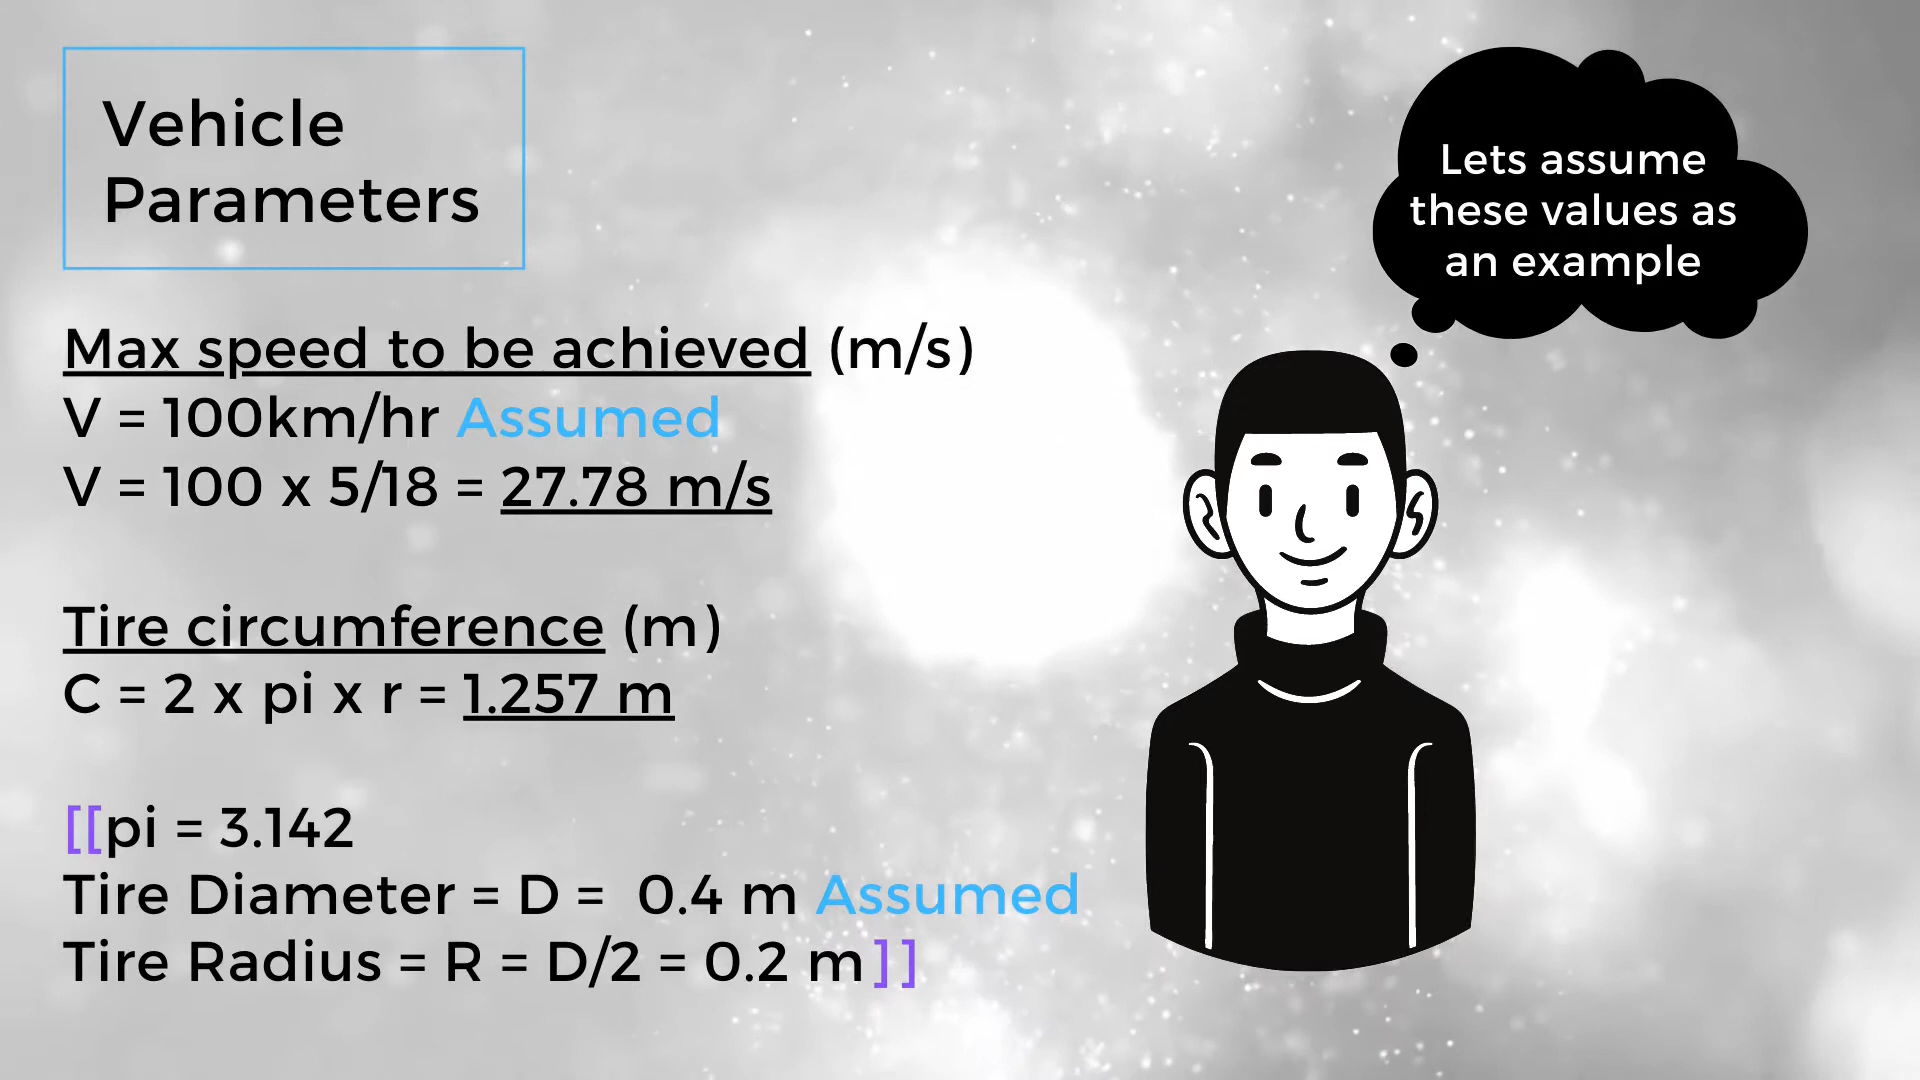 Vehicle
Parameters
Lets assume
these values as
an example
Max speed to be achieved (m/s)
V = 100km/hr Assumed
V = 100 x 5/18 = 27.78 m/s
Tire circumference (m)
C = 2 x pi x r = 1.257 m
[[pi = 3.142
Tire Diameter = D = 0.4 m Assumed
Tire Radius = R = D/2 = 0.2 m]]